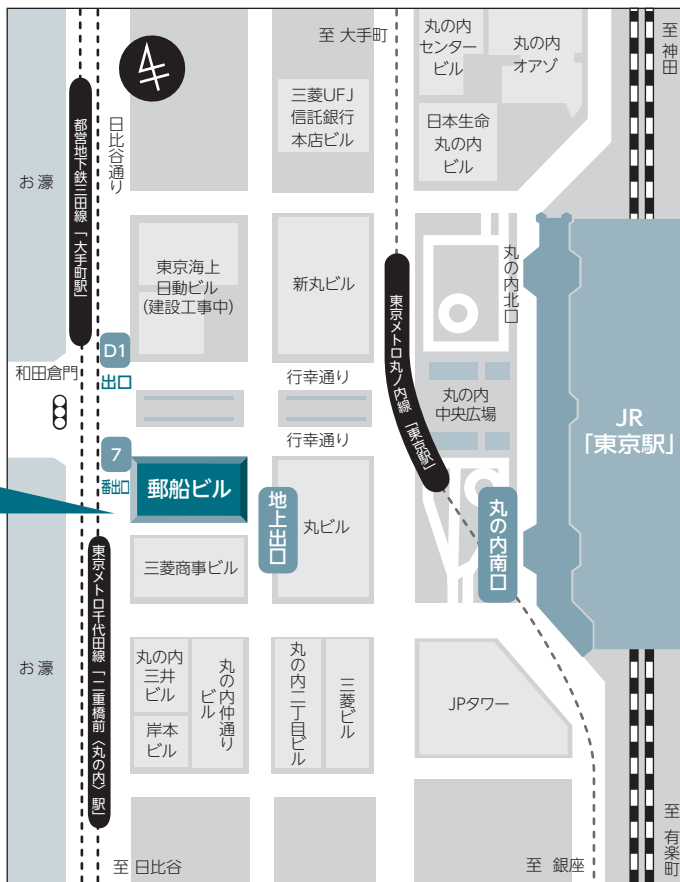 至 大手町
丸の内
センター
ビル
丸の内
オアゾ
至 神田
三菱UFJ
信託銀行
本店ビル
日本生命
丸の内
ビル
お濠
都営地下鉄三田線「大手町駅」
日比谷通り
東京海上
日動ビル
(建設工事中)
新丸ビル
東京メトロ丸ノ内線「東京駅」
丸の内北口
D1
出口
和田倉門
行幸通り
丸の内
中央広場
JR
「東京駅」
行幸通り
7
番出口
郵船ビル
地上出口
丸ビル
丸の内南口
三菱商事ビル
東京メトロ千代田線「二重橋前〈丸の内〉駅」
お濠
丸の内
三井
ビル
岸本
ビル
丸の内仲通り
ビル
丸の内二丁目ビル
三菱ビル
JPタワー
至 日比谷
至 銀座
至 有楽町